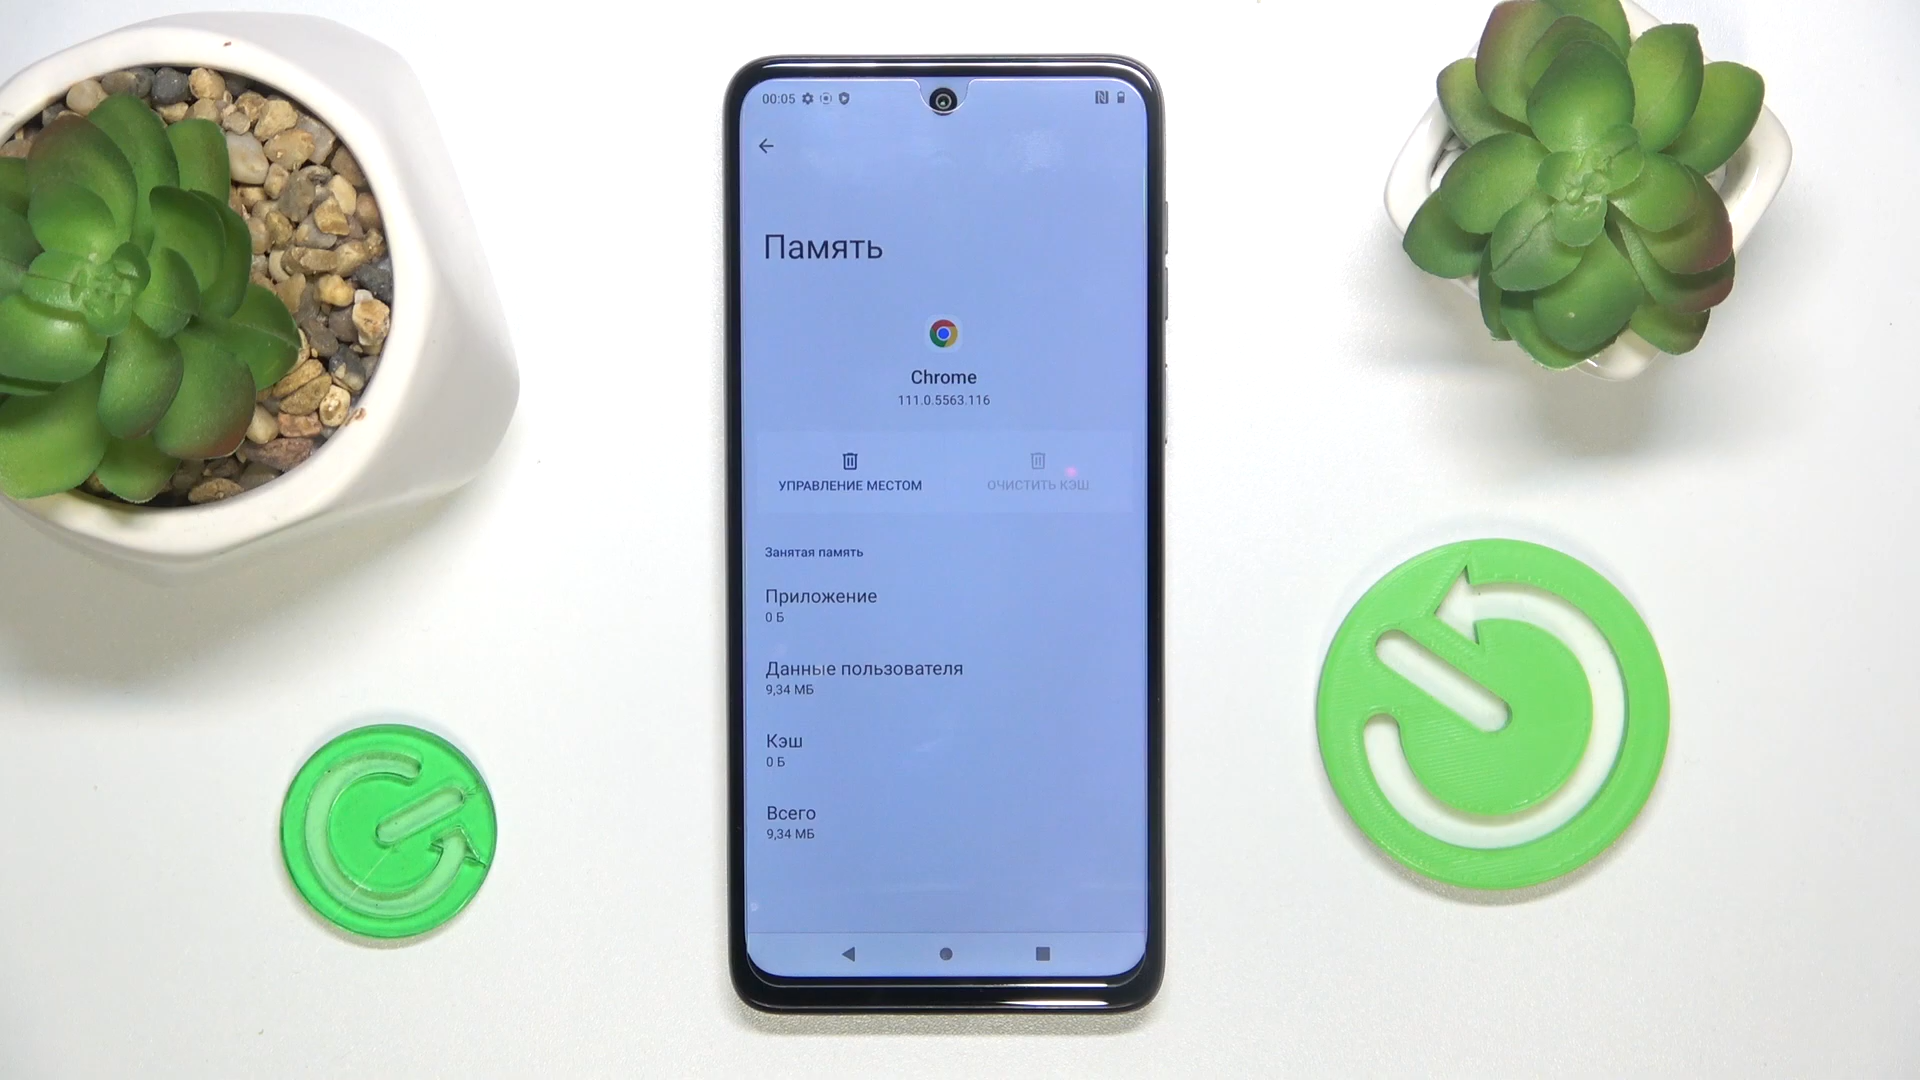 00:05
Память
Chrome
111.0.5563.116
УПРАВЛЕНИЕ МЕСТОМ
ОЧИСТИТЬ КЭШ
Занятая память
Приложение
0 Б
Данные пользователя
9,34 МБ
Кэш
0 Б
Всего
9,34 МБ